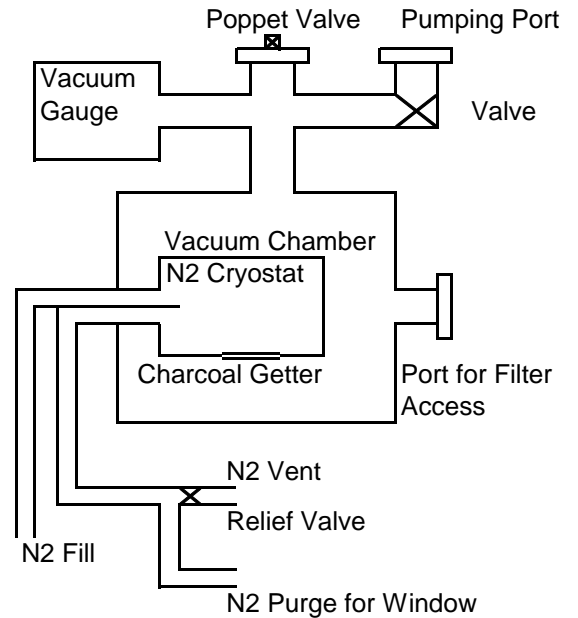 Poppet Valve
Pumping Port
Vacuum
Gauge
Valve
Vacuum Chamber
N2 Cryostat
Charcoal Getter
Port for Filter
Access
N2 Vent
Relief Valve
N2 Fill
N2 Purge for Window